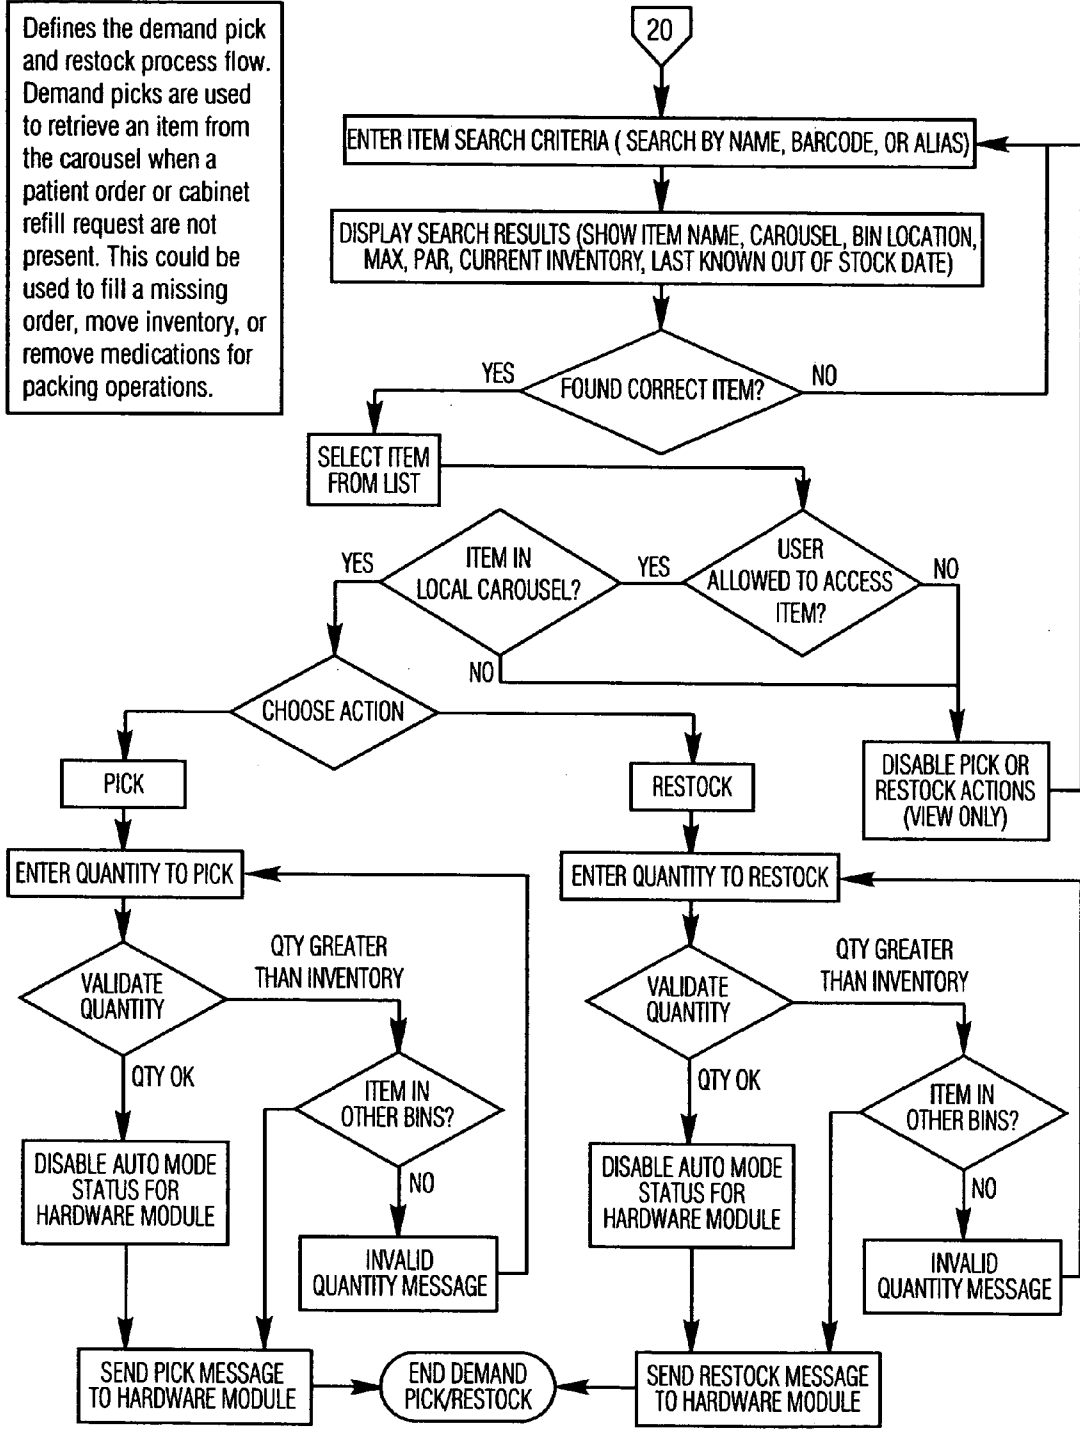 Defines the demand pick
and restock process flow.
Demand picks are used
to retrieve an item from
the carousel when a
patient order or cabinet
refill request are not
present. This could be
used to fill a missing
order, move inventory, or
remove medications for
packing operations.
20
ENTER ITEM SEARCH CRITERIA ( SEARCH BY NAME, BARCODE, OR ALIAS)
DISPLAY SEARCH RESULTS (SHOW ITEM NAME, CAROUSEL, BIN LOCATION,
MAX, PAR, CURRENT INVENTORY, LAST KNOWN OUT OF STOCK DATE)
YES
FOUND CORRECT ITEM?
NO
SELECT ITEM
FROM LIST
YES
ITEM IN
LOCAL CAROUSEL?
YES
USER
ALLOWED TO ACCESS
ITEM?
NO
NO
CHOOSE ACTION
PICK
RESTOCK
DISABLE PICK OR
RESTOCK ACTIONS
(VIEW ONLY)
ENTER QUANTITY TO PICK
ENTER QUANTITY TO RESTOCK
VALIDATE
QUANTITY
QTY GREATER
THAN INVENTORY
VALIDATE
QUANTITY
QTY GREATER
THAN INVENTORY
QTY OK
ITEM IN
OTHER BINS?
QTY OK
ITEM IN
OTHER BINS?
DISABLE AUTO MODE
STATUS FOR
HARDWARE MODULE
NO
DISABLE AUTO MODE
STATUS FOR
HARDWARE MODULE
NO
INVALID
QUANTITY MESSAGE
INVALID
QUANTITY MESSAGE
SEND PICK MESSAGE
TO HARDWARE MODULE
END DEMAND
PICK/RESTOCK
SEND RESTOCK MESSAGE
TO HARDWARE MODULE